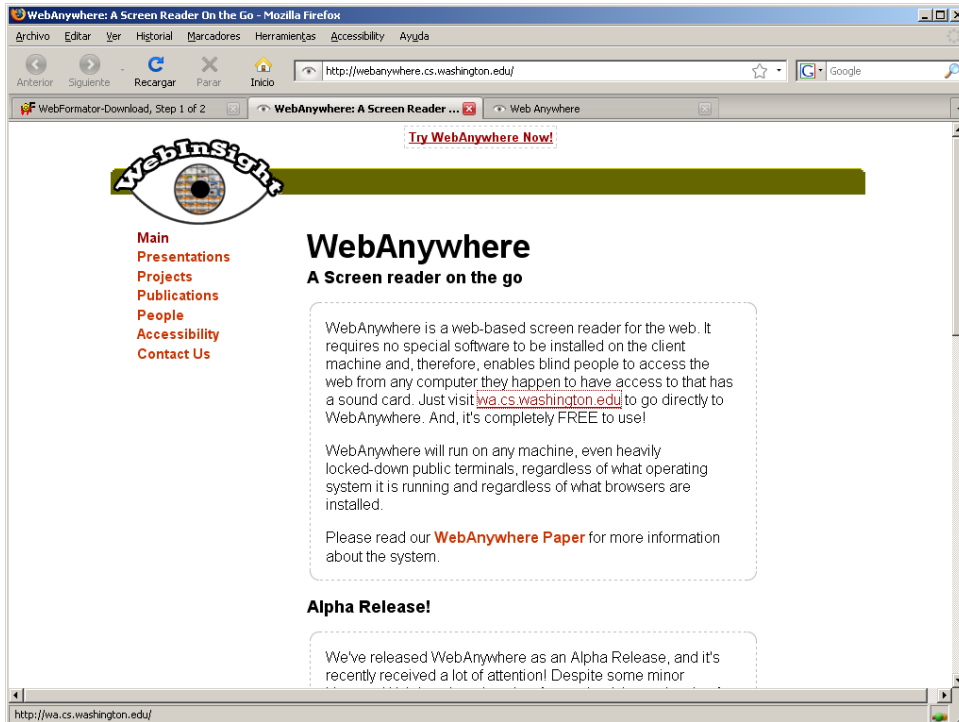 WebAnywhere: A Screen Reader On the Go - Mozilla Firefox
Archivo Editar Ver Historial Marcadores Herramientas Accessibility Ayuda
Anterior Siguiente Recargar Parar Inicio http://webanywhere.cs.washington.edu/ G Google
WebFormator-Download, Step 1 of 2 WebAnywhere: A Screen Reader ... Web Anywhere
Try WebAnywhere Now!
WebInSight
Main
Presentations
Projects
Publications
People
Accessibility
Contact Us
WebAnywhere
A Screen reader on the go
WebAnywhere is a web-based screen reader for the web. It
requires no special software to be installed on the client
machine and, therefore, enables blind people to access the
web from any computer they happen to have access to that has
a sound card. Just visit wa.cs.washington.edu to go directly to
WebAnywhere. And, it's completely FREE to use!
WebAnywhere will run on any machine, even heavily
locked-down public terminals, regardless of what operating
system it is running and regardless of what browsers are
installed.
Please read our WebAnywhere Paper for more information
about the system.
Alpha Release!
We've released WebAnywhere as an Alpha Release, and it's
recently received a lot of attention! Despite some minor
http://wa.cs.washington.edu/